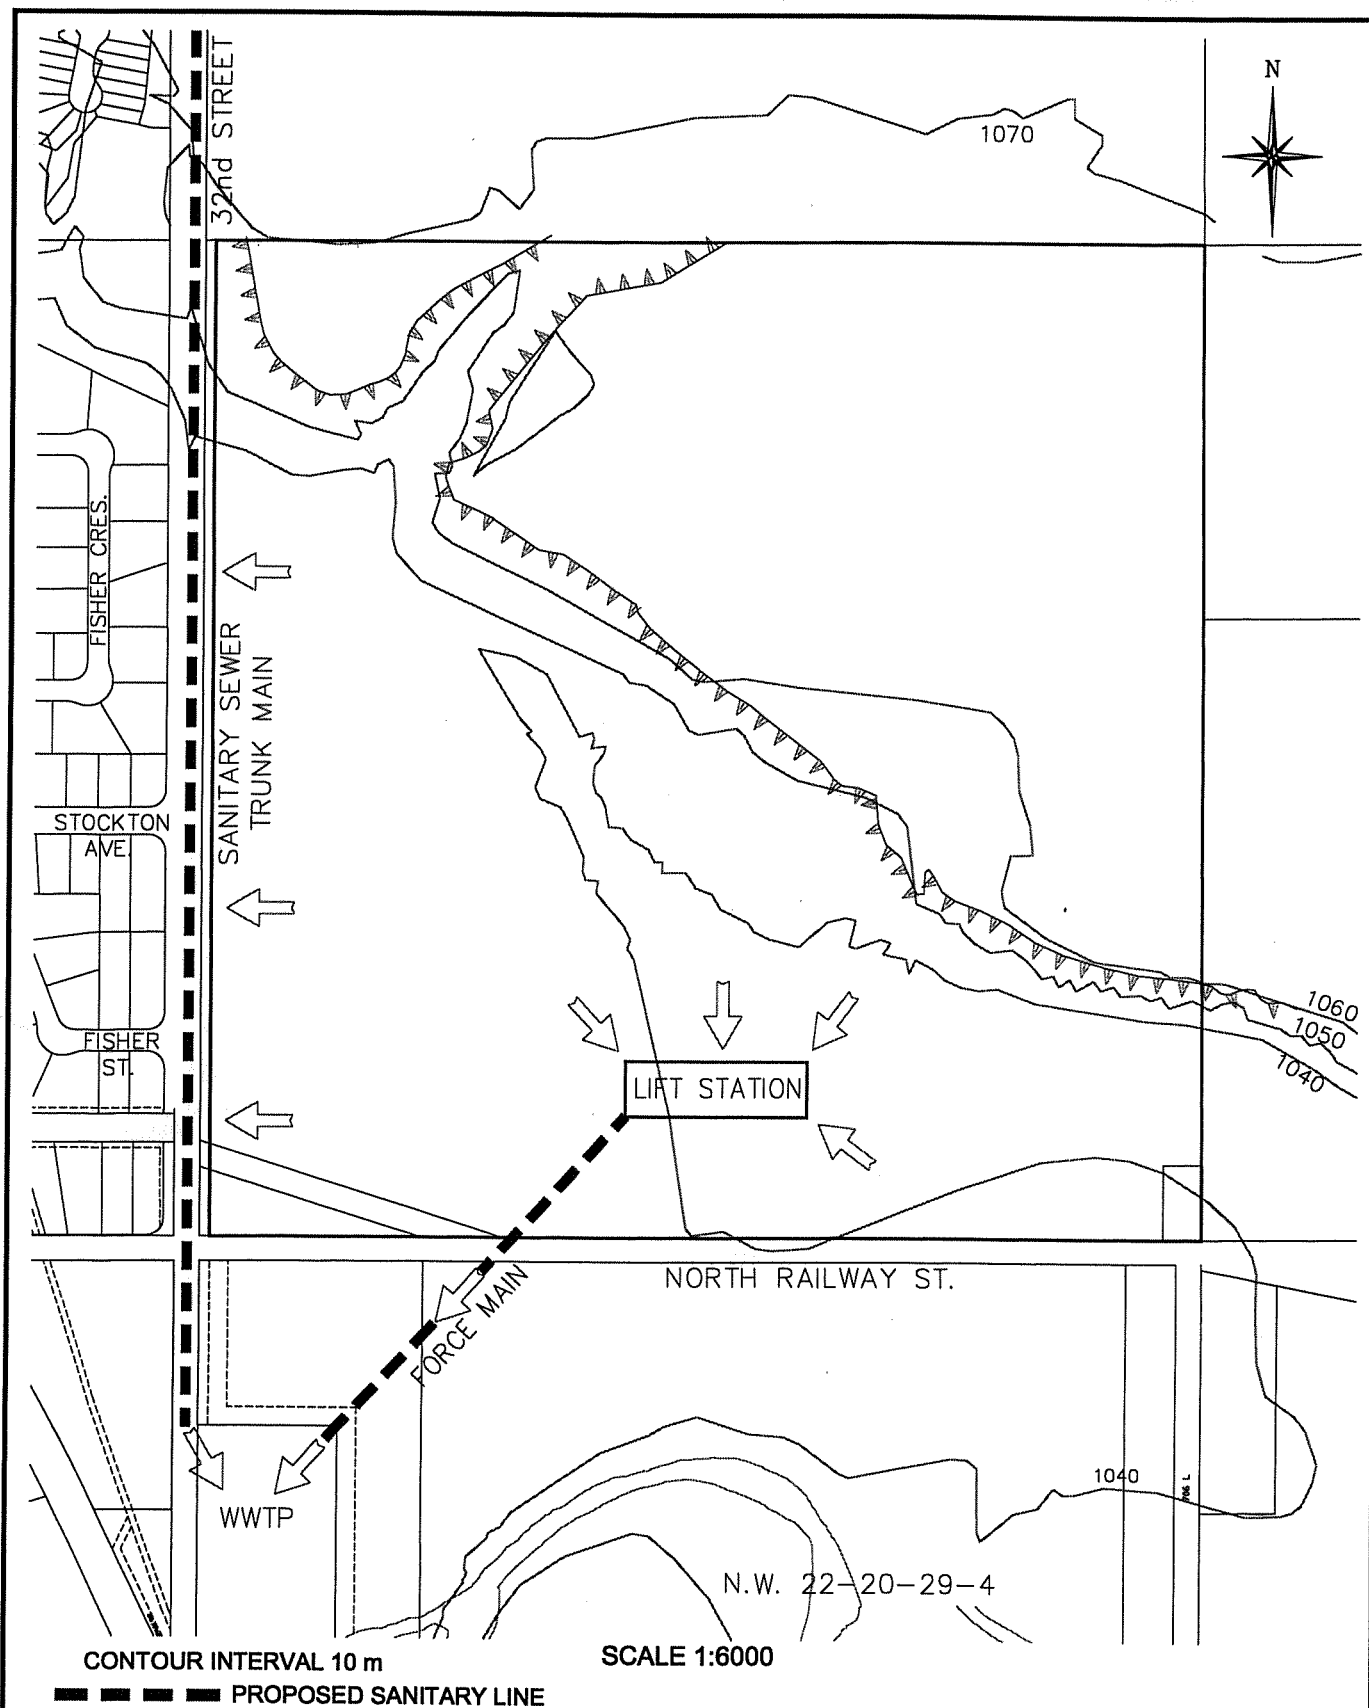 N
32nd STREET
1070
FISHER CRES.
SANITARY SEWER
TRUNK MAIN
STOCKTON
AVE.
1060
1050
1040
FISHER
ST.
LIFT STATION
NORTH RAILWAY ST.
FORCE MAIN
1040
WWTP
N.W. 22-20-29-4
CONTOUR INTERVAL 10 m
SCALE 1:6000
PROPOSED SANITARY LINE